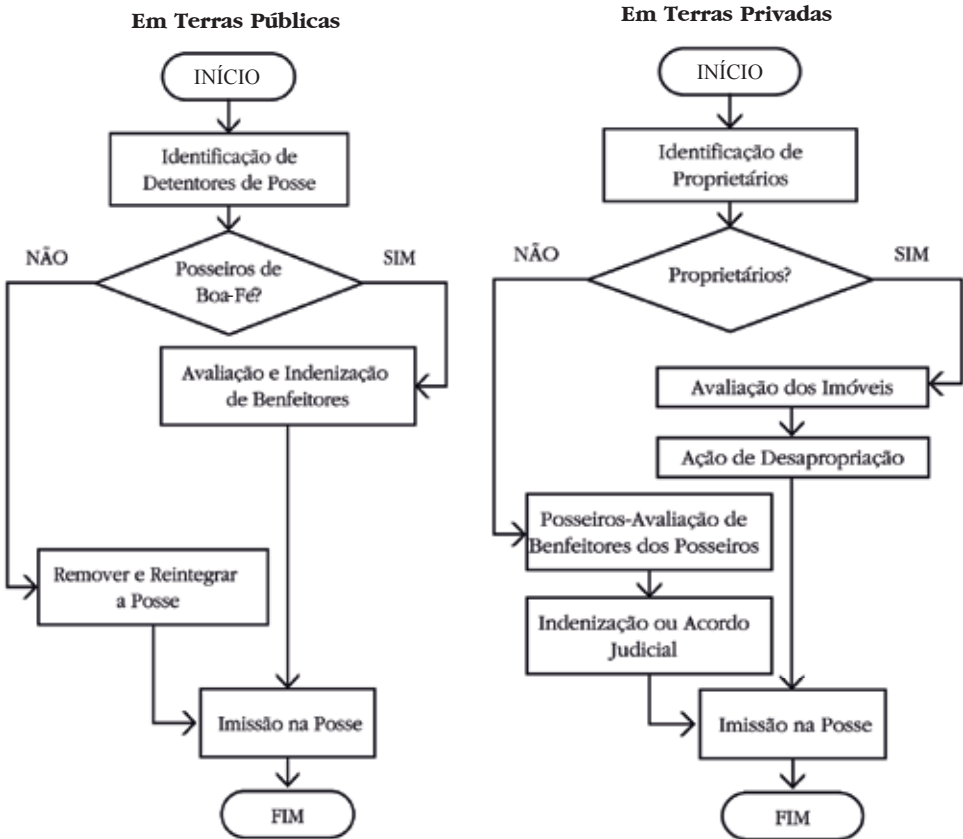 Em Terras Públicas
INÍCIO
Identificação de
Detentores de Posse
NÃO
Posseiros de
Boa-Fé?
SIM
Avaliação e Indenização
de Benfeitores
Remover e Reintegrar
a Posse
Imissão na Posse
FIM
Em Terras Privadas
INÍCIO
Identificação de
Proprietários
NÃO
Proprietários?
SIM
Avaliação dos Imóveis
Ação de Desapropriação
Posseiros-Avaliação de
Benfeitores dos Posseiros
Indenização ou Acordo
Judicial
Imissão na Posse
FIM